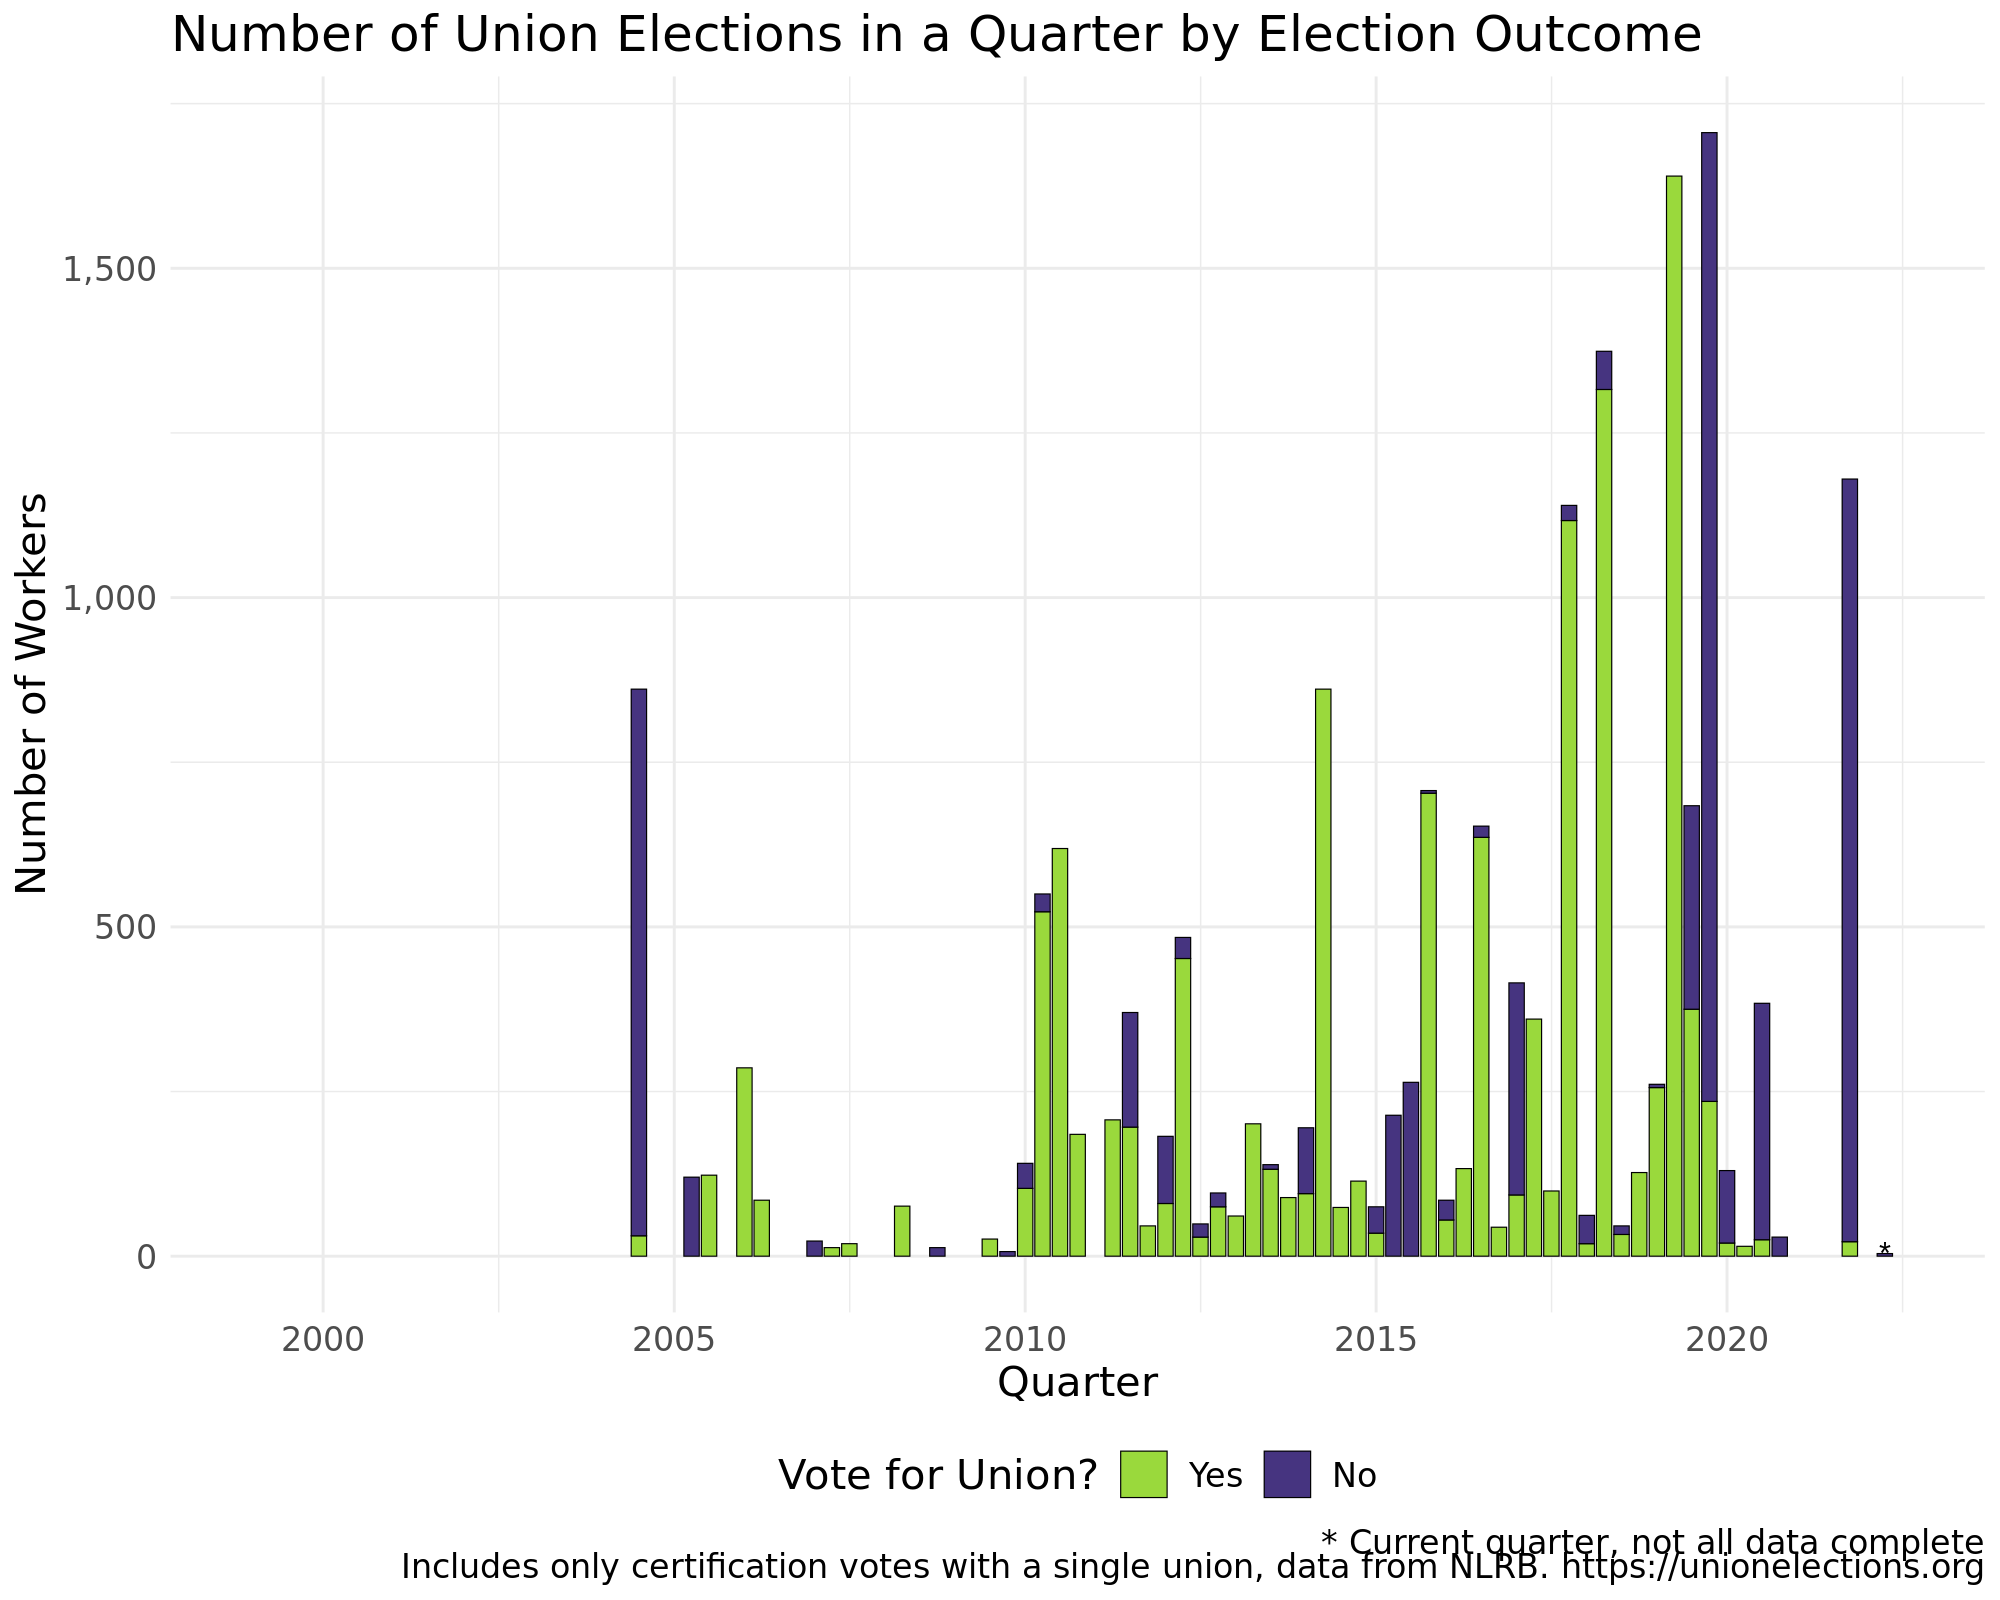 Number of Union Elections in a Quarter by Election Outcome
Number of Workers
1,500
1,000
500
0
*
2000 2005 2010 2015 2020
Quarter
Vote for Union? Yes No
* Current quarter, not all data complete
Includes only certification votes with a single union, data from NLRB. https://unionelections.org